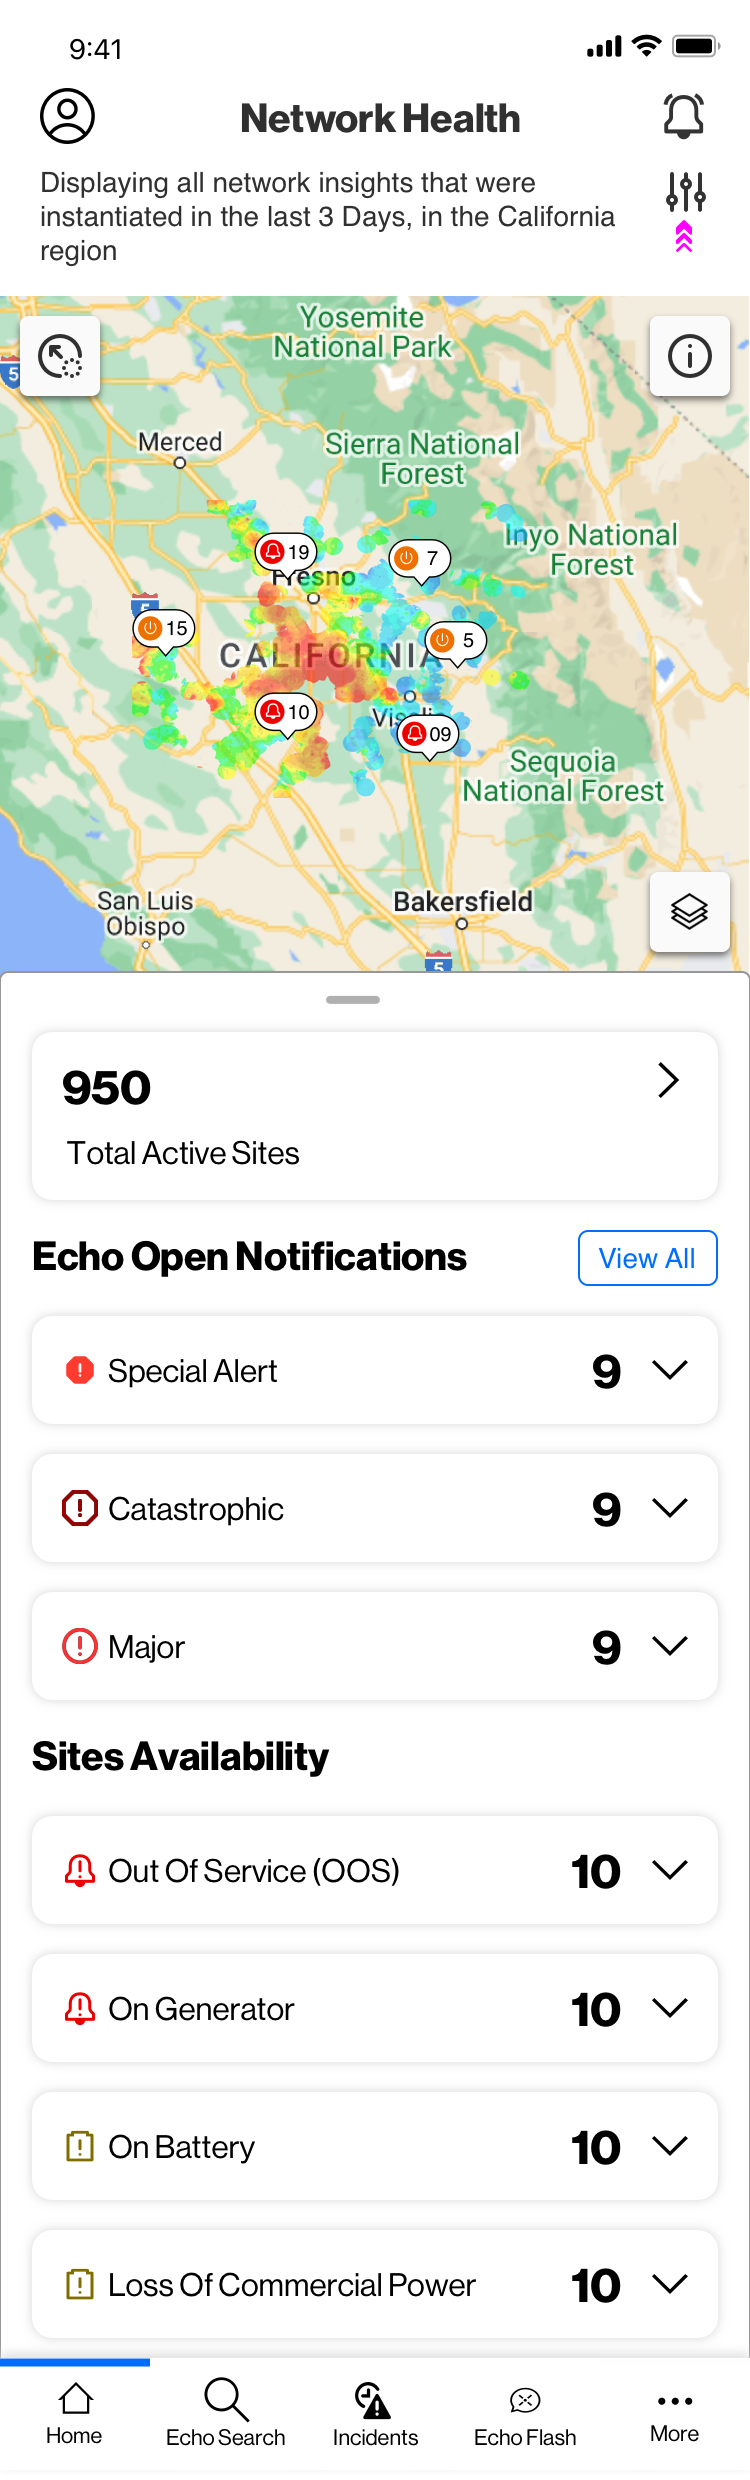 9:41
Network Health
Displaying all network insights that were
instantiated in the last 3 Days, in the California
region
Yosemite
National Park
5
Merced
Sierra National
Forest
Inyo National
Forest
19
7
Fresno
5
15
5
CALIFORNIA
10
Visalia
09
Sequoia
National Forest
San Luis
Obispo
Bakersfield
5
950
Total Active Sites
Echo Open Notifications
View All
Special Alert 9
Catastrophic 9
Major 9
Sites Availability
Out Of Service (OOS) 10
On Generator 10
On Battery 10
Loss Of Commercial Power 10
Home
Echo Search
Incidents
Echo Flash
More